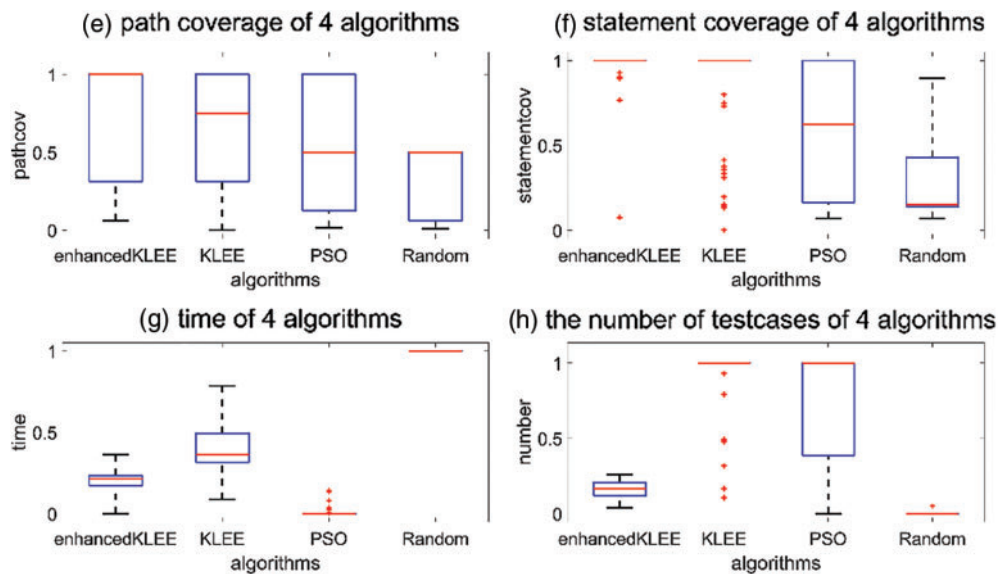 (e) path coverage of 4 algorithms
1
0.5
0
pathcov
enhancedKLEE KLEE PSO Random
algorithms
(f) statement coverage of 4 algorithms
1
0.5
0
statementcov
enhancedKLEE KLEE PSO Random
algorithms
(g) time of 4 algorithms
1
0.5
0
time
enhancedKLEE KLEE PSO Random
algorithms
(h) the number of testcases of 4 algorithms
1
0.5
0
number
enhancedKLEE KLEE PSO Random
algorithms